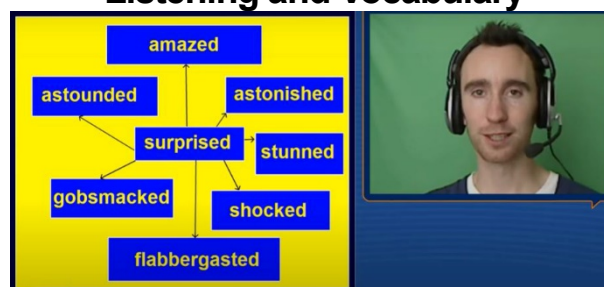 Listening and Vocabulary
amazed
astounded
astonished
surprised
stunned
gobsmacked
shocked
flabbergasted